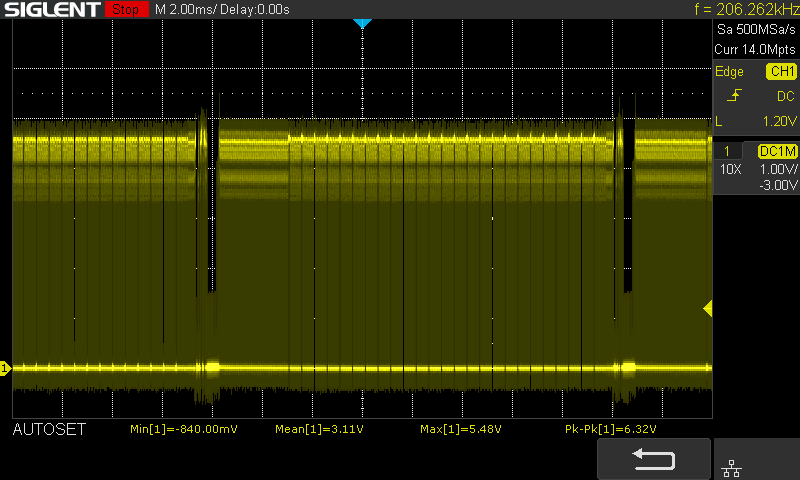 SIGLENT Stop M 2.00ms/ Delay:0.00s f = 206.262kHz
Sa 500MSa/s
Curr 14.0Mpts
Edge CH1
DC
L 1.20V
1 DC1M
10X 1.00V/
-3.00V
1
AUTOSET Min[1]=-840.00mV Mean[1]=3.11V Max[1]=5.48V Pk-Pk[1]=6.32V